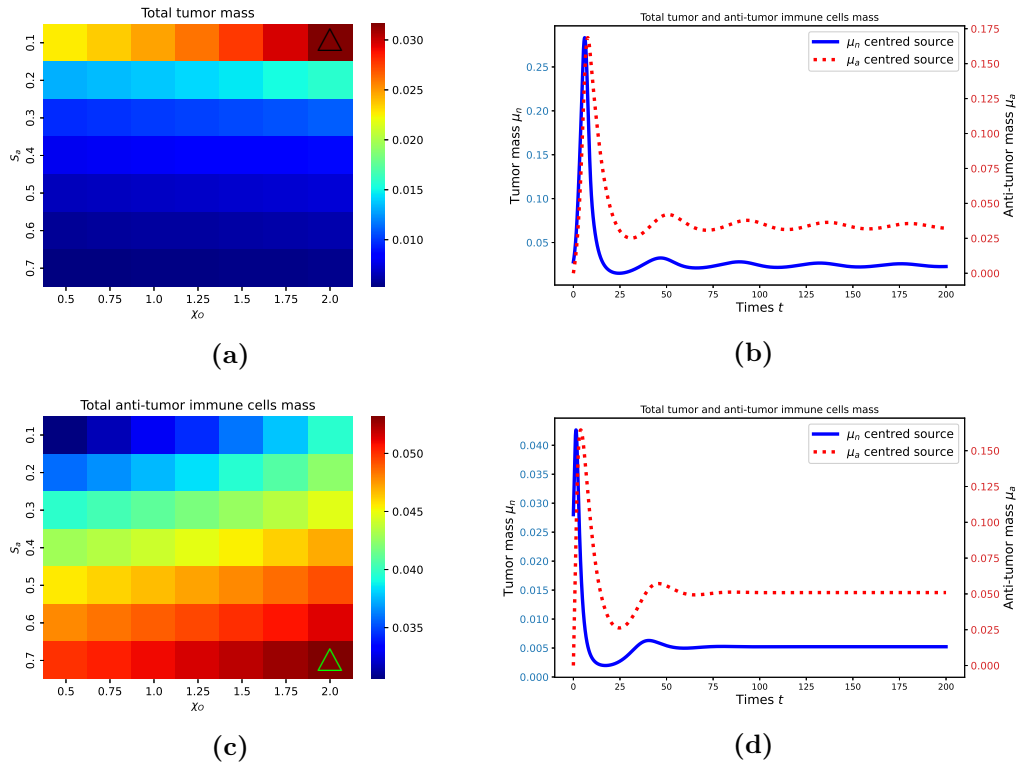 Total tumor mass
0.1
0.2
0.3
0.4
0.5
0.6
0.7
S_a
0.5 0.75 1.0 1.25 1.5 1.75 2.0
χ_O
0.030
0.025
0.020
0.015
0.010
(a)
Total tumor and anti-tumor immune cells mass
μ_n centred source
μ_a centred source
Tumor mass μ_n
0.25
0.20
0.15
0.10
0.05
0 25 50 75 100 125 150 175 200
Times t
Anti-tumor mass μ_a
0.175
0.150
0.125
0.100
0.075
0.050
0.025
0.000
(b)
Total anti-tumor immune cells mass
0.1
0.2
0.3
0.4
0.5
0.6
0.7
S_a
0.5 0.75 1.0 1.25 1.5 1.75 2.0
χ_O
0.050
0.045
0.040
0.035
(c)
Total tumor and anti-tumor immune cells mass
μ_n centred source
μ_a centred source
Tumor mass μ_n
0.040
0.035
0.030
0.025
0.020
0.015
0.010
0.005
0.000
0 25 50 75 100 125 150 175 200
Times t
Anti-tumor mass μ_a
0.150
0.125
0.100
0.075
0.050
0.025
0.000
(d)